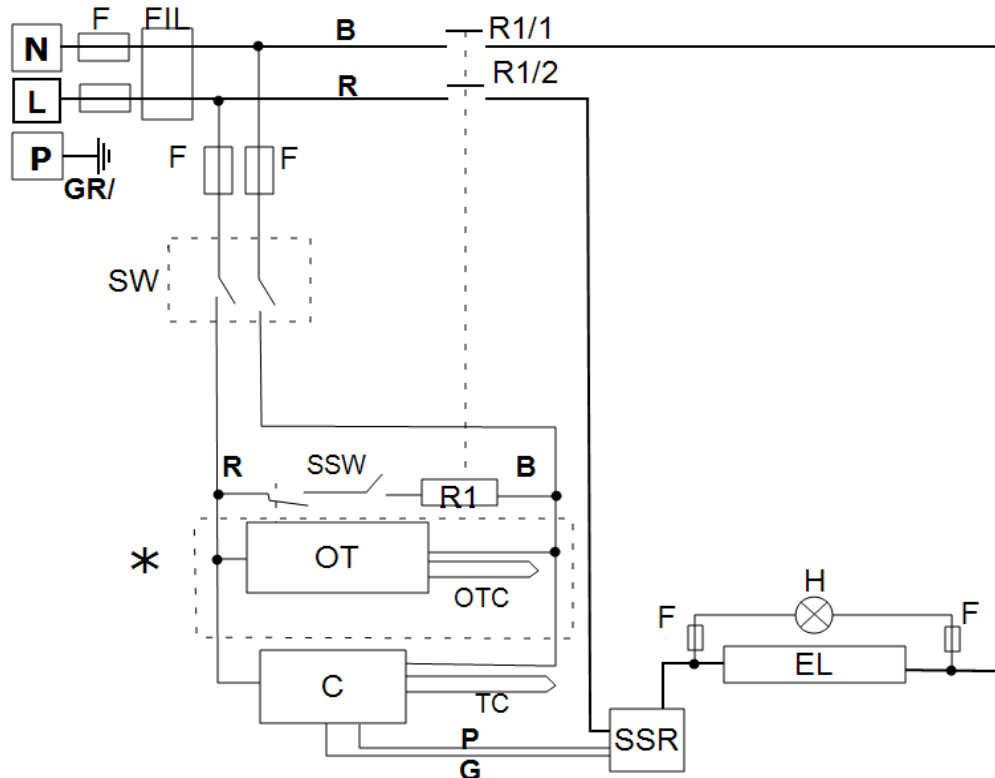 F FIL
N B R1/1
L R R1/2
P
GR/
F F
SW
R SSW B
R1
* OT
OTC
H
F F
EL
C
TC
P SSR
G